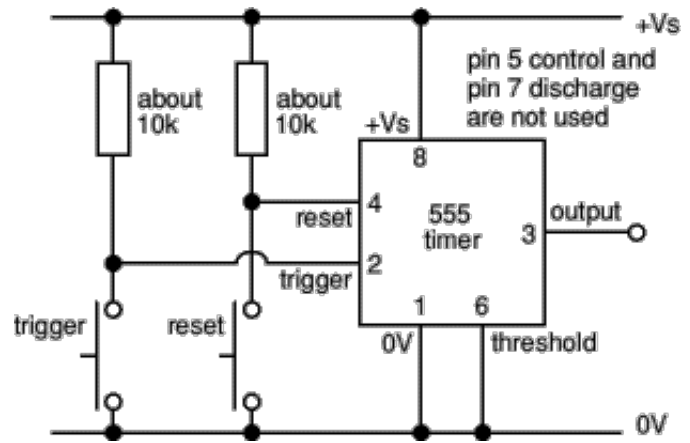 +Vs
pin 5 control and
pin 7 discharge
are not used
about
10k
about
10k
+Vs
8
4
reset
555
timer
output
3
2
trigger
trigger
reset
1
6
0V
threshold
0V